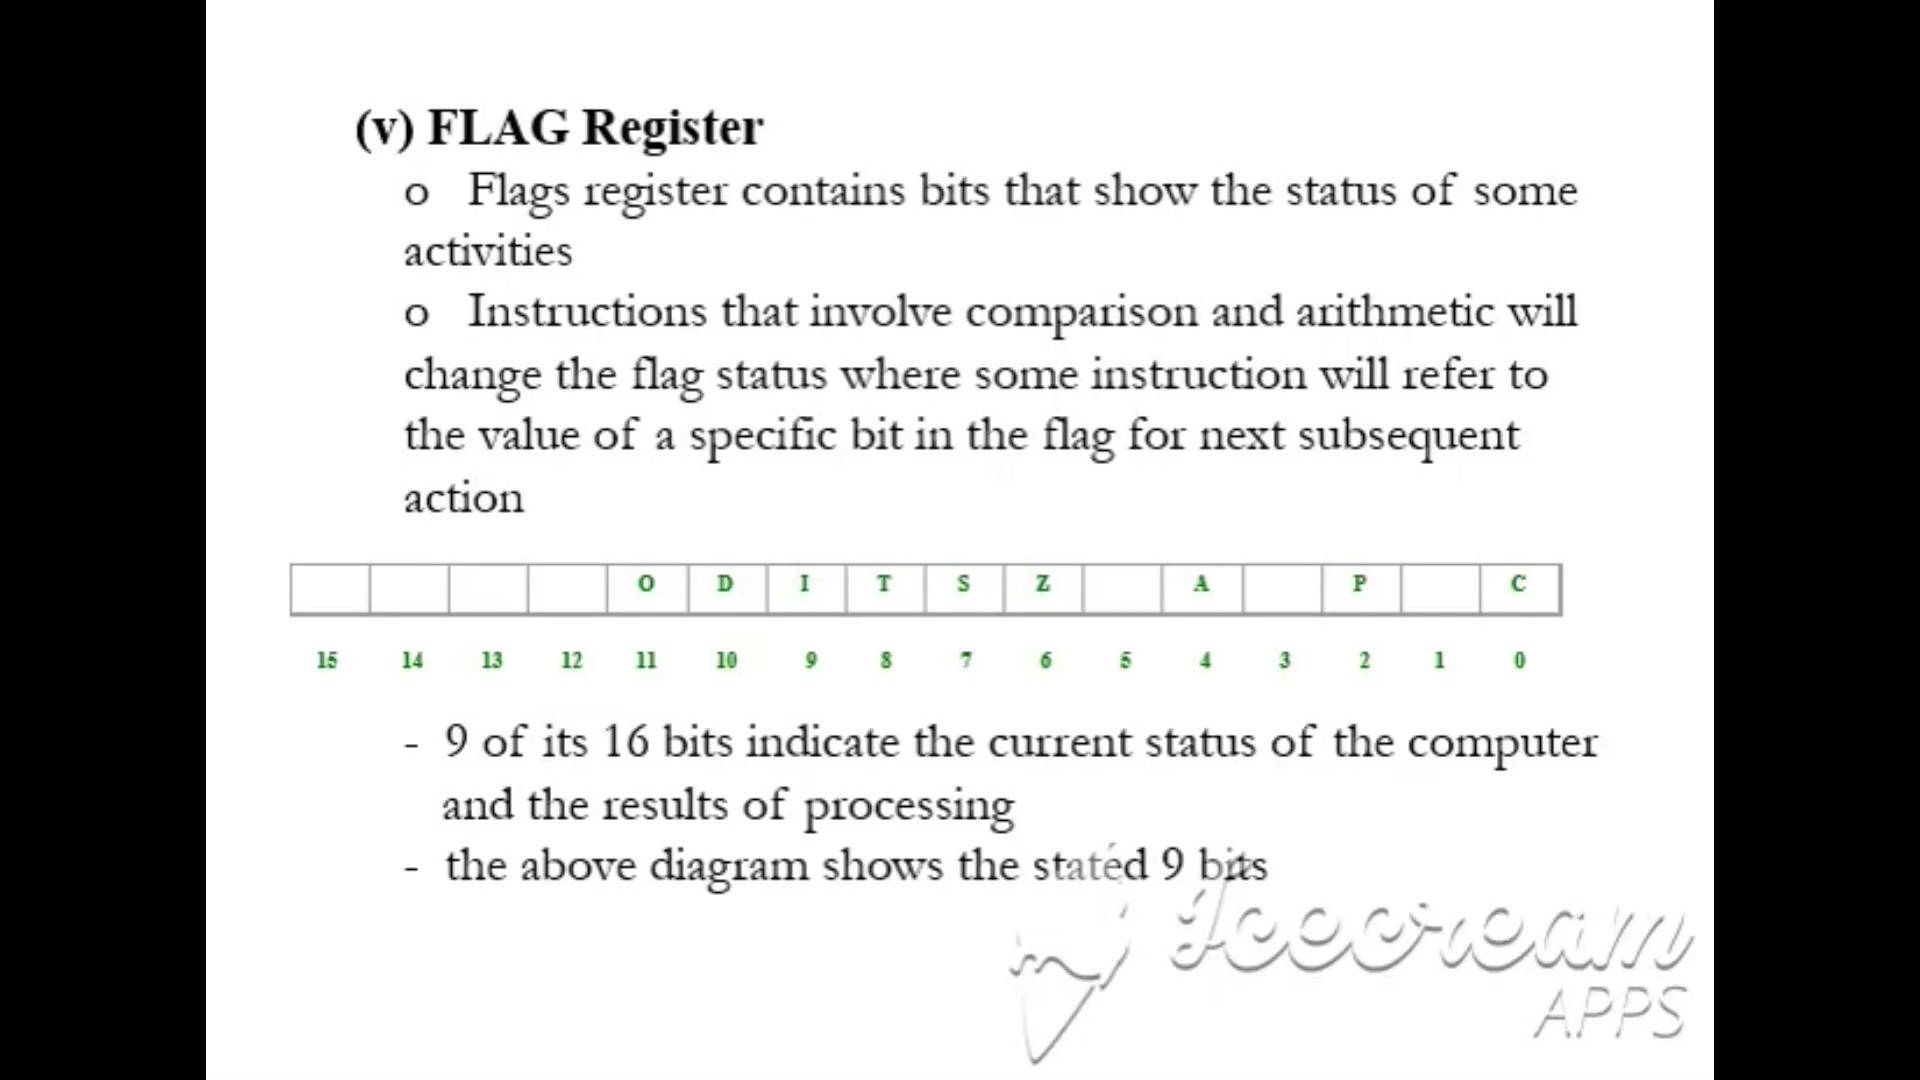 (v) FLAG Register
o Flags register contains bits that show the status of some
activities
o Instructions that involve comparison and arithmetic will
change the flag status where some instruction will refer to
the value of a specific bit in the flag for next subsequent
action
O D I T S Z A P C
15 14 13 12 11 10 9 8 7 6 5 4 3 2 1 0
- 9 of its 16 bits indicate the current status of the computer
and the results of processing
- the above diagram shows the stated 9 bits
Icecream
APPS